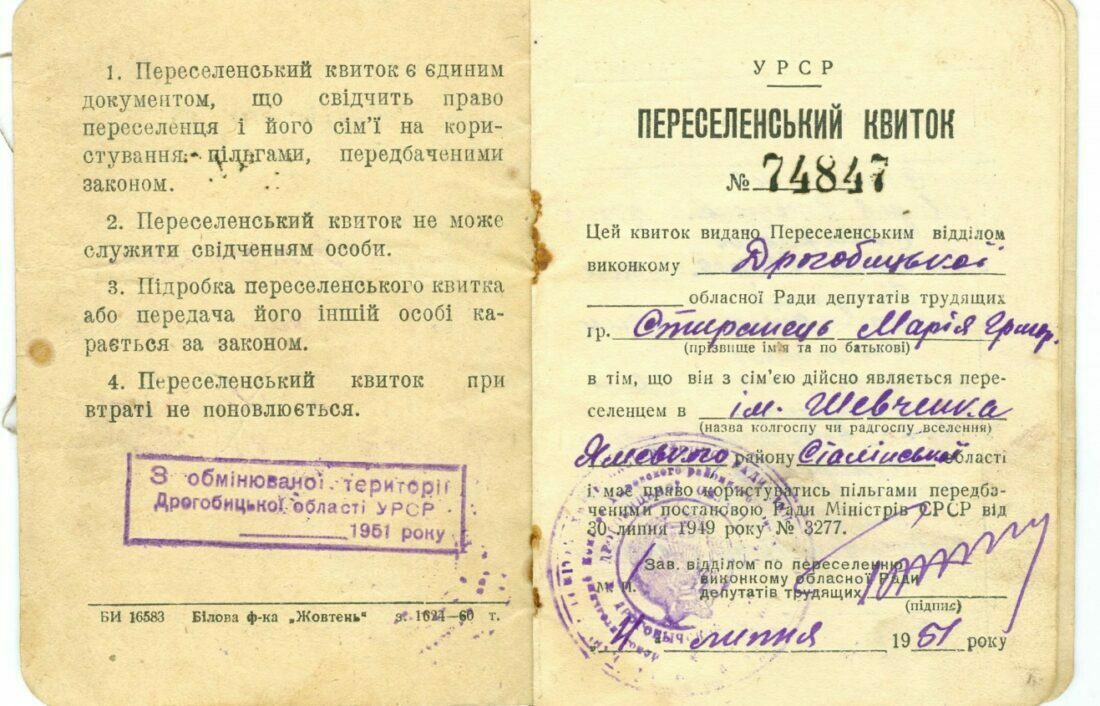 1. Переселенський квиток є єдиним
документом, що свідчить право
переселенця і його сім'ї на кори-
стування пільгами, передбаченими
законом.
2. Переселенський квиток не може
служити свідченням особи.
3. Підробка переселенського квитка
або передача його іншій особі ка-
рається за законом.
4. Переселенський квиток при
втраті не поновлюється.
З обмінюваної території
Дрогобицької області УРСР
1951 року
БИ 16583 Білова ф-ка „Жовтень" з. 1624—60 т.
УРСР
ПЕРЕСЕЛЕНСЬКИЙ КВИТОК
№ 74847
Цей квиток видано Переселенським відділом
виконкому Дрогобицької
обласної Ради депутатів трудящих
гр. Марія Григор.
(прізвище ім'я та по батькові)
в тім, що він з сім'єю дійсно являється пере-
селенцем в ім. Шевченка
(назва колгоспу чи радгоспу вселення)
району Сталінської області
і має право користуватись пільгами передба-
ченими постановою Ради Міністрів СРСР від
30 липня 1949 року № 3277.
Зав. відділом по переселенню
виконкому обласної Ради
М. П. депутатів трудящих
(підпис)
липня 1951 року